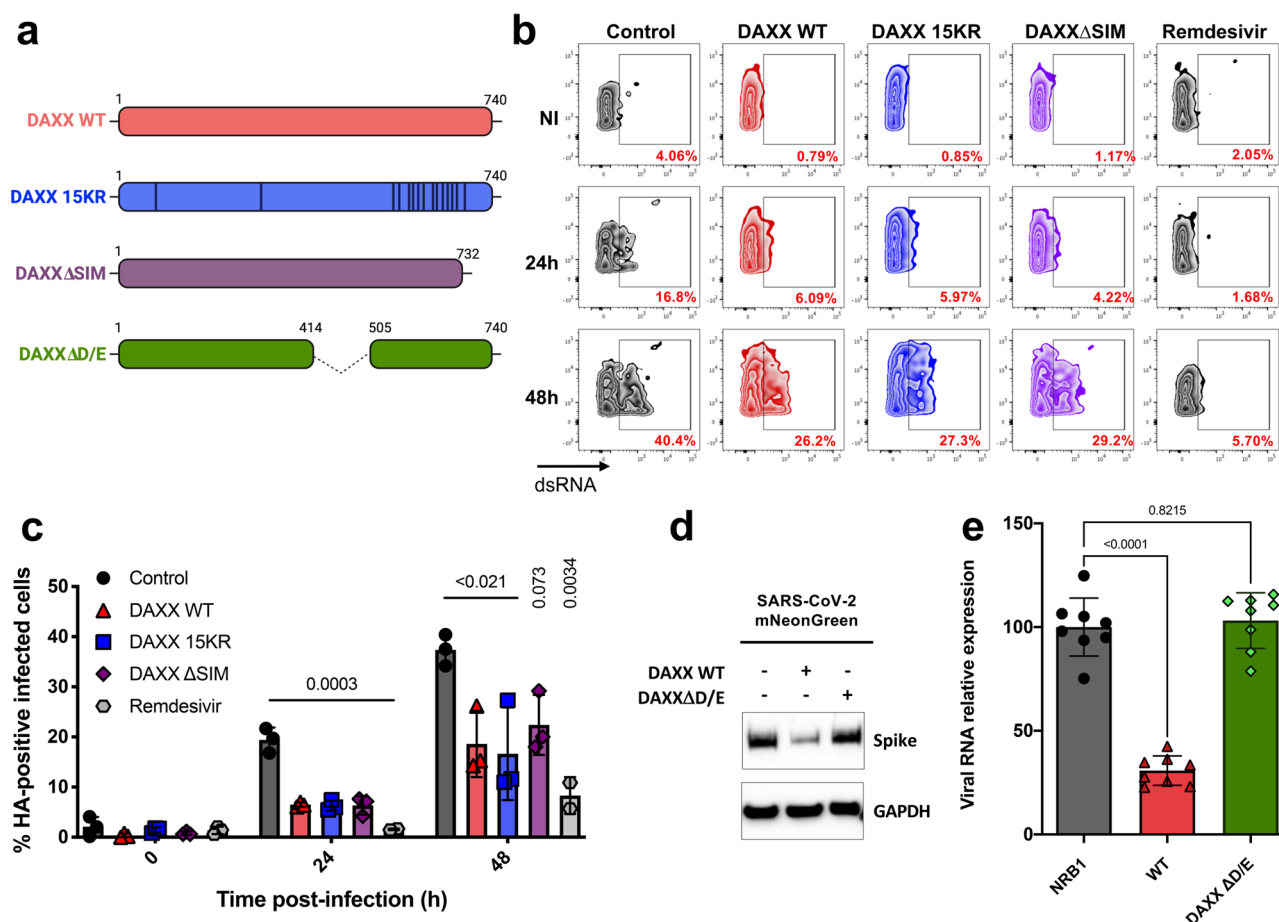 a
1
740
DAXX WT
1
740
DAXX 15KR
1
732
DAXXΔSIM
1
414
505
740
DAXXΔD/E
b
Control DAXX WT DAXX 15KR DAXXΔSIM Remdesivir
NI
4.06% 0.79% 0.85% 1.17% 2.05%
24h
16.8% 6.09% 5.97% 4.22% 1.68%
48h
40.4% 26.2% 27.3% 29.2% 5.70%
dsRNA
c
% HA-positive infected cells
50
40
30
20
10
0
Control
DAXX WT
DAXX 15KR
DAXX ΔSIM
Remdesivir
0.0003
<0.021
0.073
0.0034
0 24 48
Time post-infection (h)
d
SARS-CoV-2
mNeonGreen
DAXX WT - + -
DAXXΔD/E - - +
Spike
GAPDH
e
Viral RNA relative expression
150
100
50
0
0.8215
<0.0001
NRB1 WT DAXX ΔD/E